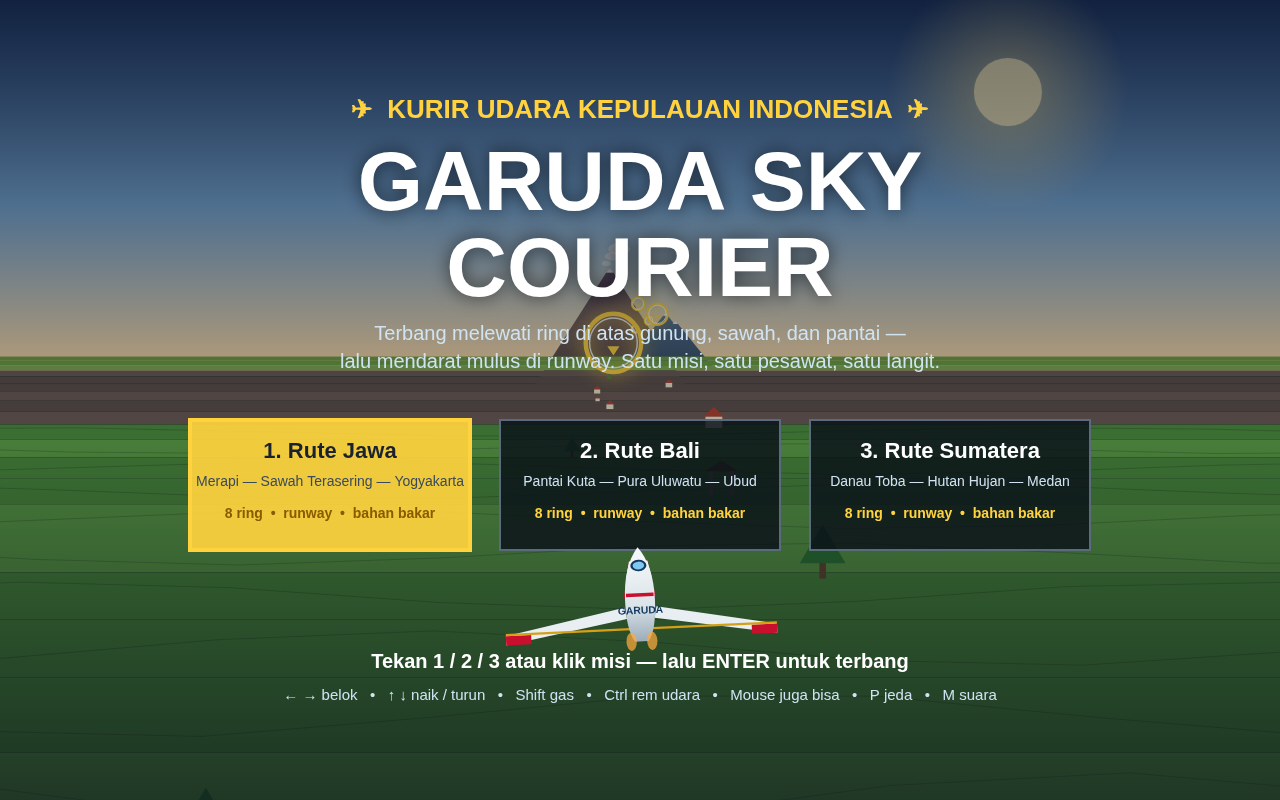 ✈ KURIR UDARA KEPULAUAN INDONESIA ✈
GARUDA SKY
COURIER
Terbang melewati ring di atas gunung, sawah, dan pantai —
lalu mendarat mulus di runway. Satu misi, satu pesawat, satu langit.
1. Rute Jawa
Merapi — Sawah Terasering — Yogyakarta
8 ring • runway • bahan bakar
2. Rute Bali
Pantai Kuta — Pura Uluwatu — Ubud
8 ring • runway • bahan bakar
3. Rute Sumatera
Danau Toba — Hutan Hujan — Medan
8 ring • runway • bahan bakar
GARUDA
Tekan 1 / 2 / 3 atau klik misi — lalu ENTER untuk terbang
← → belok • ↑ ↓ naik / turun • Shift gas • Ctrl rem udara • Mouse juga bisa • P jeda • M suara